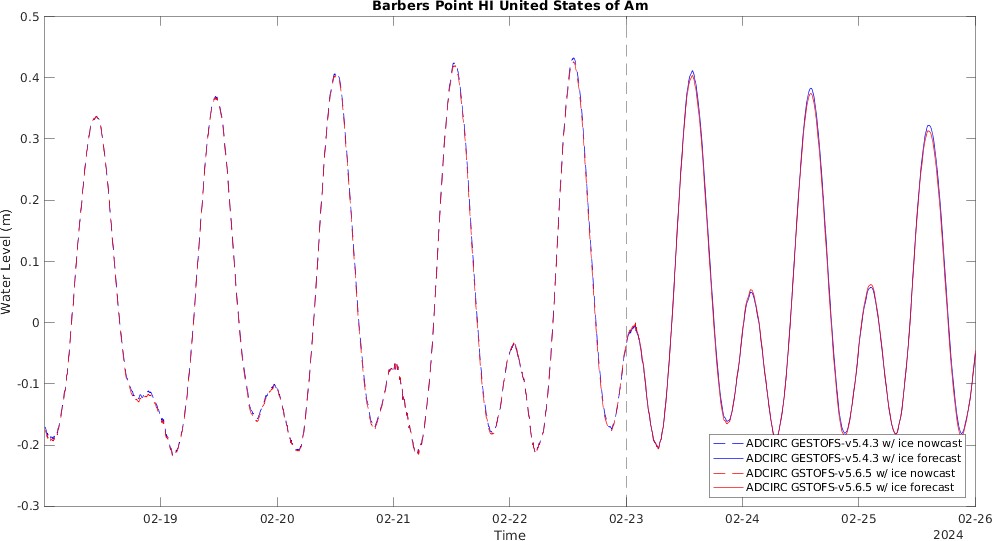 Barbers Point HI United States of Am
0.5
0.4
0.3
0.2
0.1
0
-0.1
-0.2
-0.3
Water Level (m)
02-19
02-20
02-21
02-22
02-23
02-24
02-25
02-26
Time
2024
ADCIRC GESTOFS-v5.4.3 w/ ice nowcast
ADCIRC GESTOFS-v5.4.3 w/ ice forecast
ADCIRC GSTOFS-v5.6.5 w/ ice nowcast
ADCIRC GSTOFS-v5.6.5 w/ ice forecast